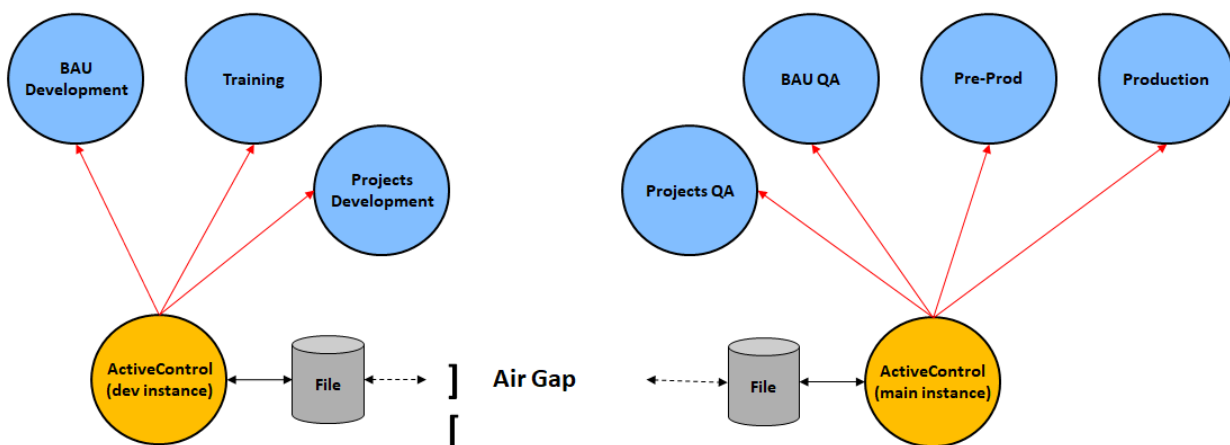 BAU
Development
Training
Projects
Development
BAU QA
Pre-Prod
Production
Projects QA
ActiveControl
(dev instance)
File
]
Air Gap
[
File
ActiveControl
(main instance)